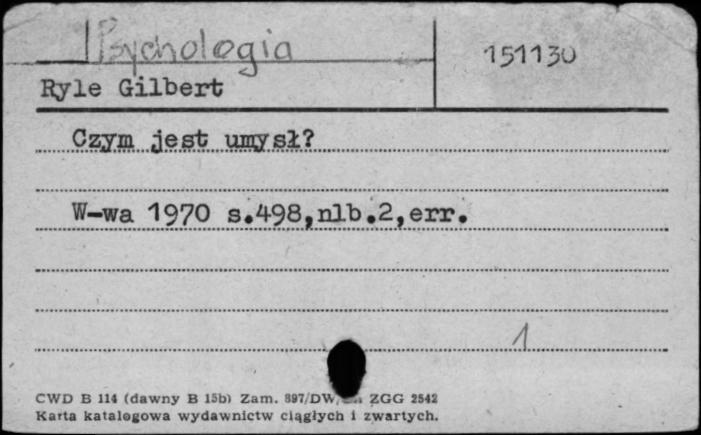 Psychologia
151130
Ryle Gilbert
Czym jest umysł?
W-wa 1970 s.498,nlb.2,err.
1
CWD B 114 (dawny B 15b) Zam. 897/DW/ ZGG 2542
Karta katalogowa wydawnictw ciągłych i zwartych.